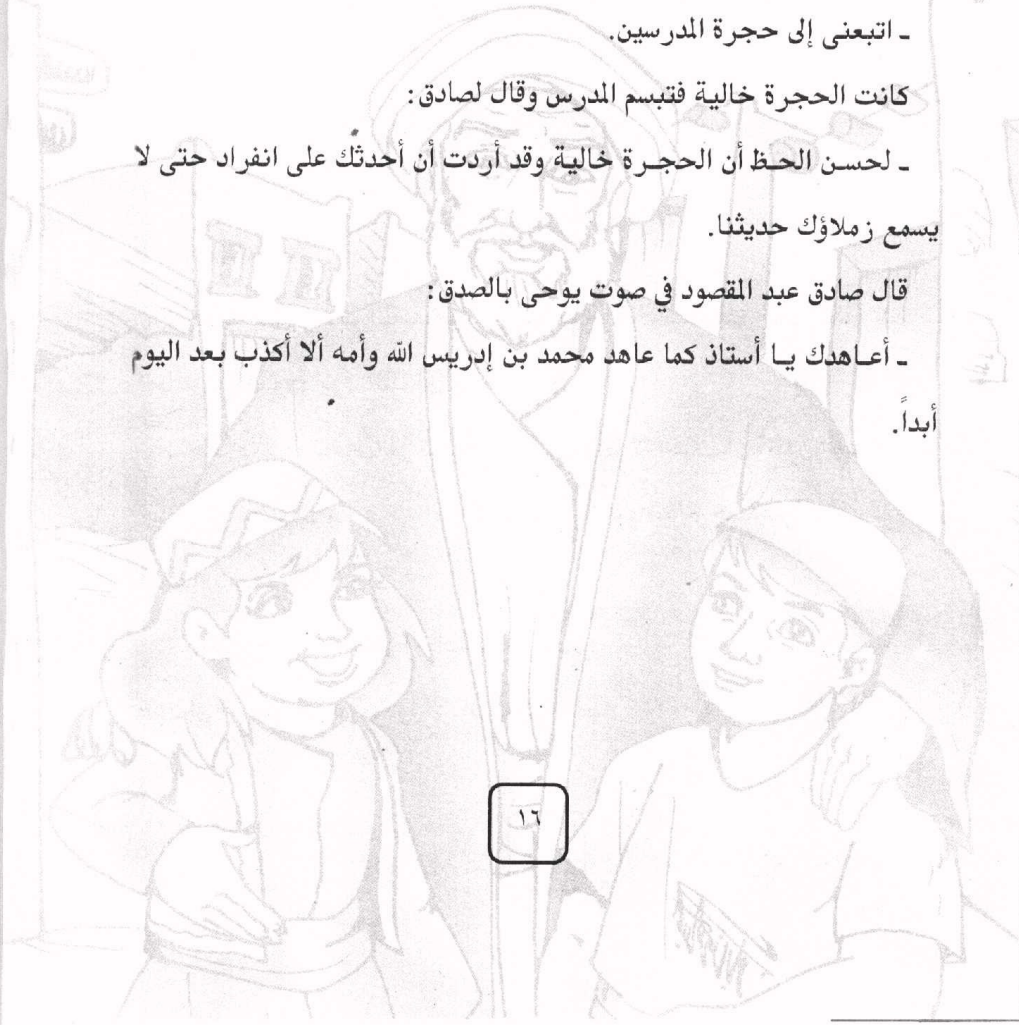 ـ اتبعنى إلى حجرة المدرسين.
كانت الحجرة خالية فتبسم المدرس وقال لصادق:
ـ لحسن الحظ أن الحجرة خالية وقد أردت أن أحدثك على انفراد حتى لا
يسمع زملاؤك حديثنا.
قال صادق عبد المقصود في صوت يوحى بالصدق:
ـ أعاهدك يا أستاذ كما عاهد محمد بن إدريس الله وأمه ألا أكذب بعد اليوم
أبداً.
١٦